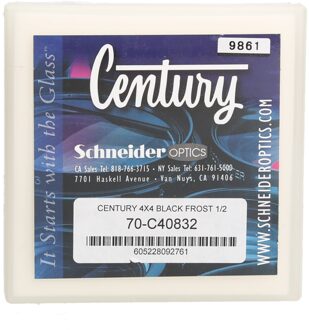 9861
Century
It Starts with the Glass™
Schneider OPTICS
CA Sales Tel: 818-766-3715 • NY Sales Tel: 631-761-5000
7701 Haskell Avenue • Van Nuys, CA 91406
WWW.SCHNEIDEROPTICS.COM
CENTURY 4X4 BLACK FROST 1/2
70-C40832
605228092761